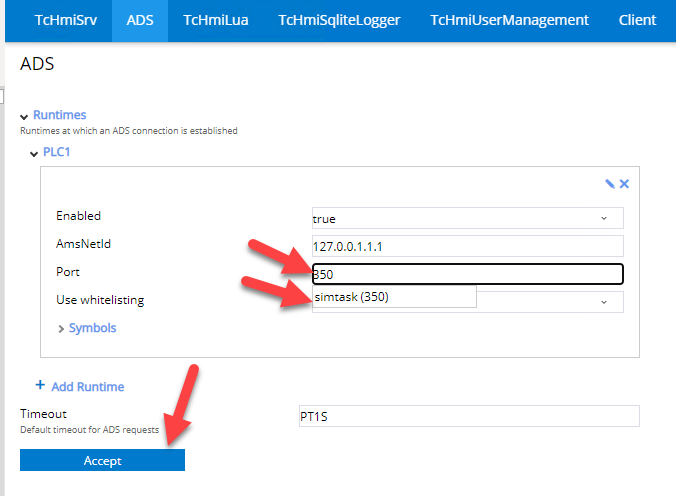 TcHmiSrv ADS TcHmiLua TcHmiSqliteLogger TcHmiUserManagement Client
ADS
Runtimes
Runtimes at which an ADS connection is established
PLC1
Enabled true
AmsNetId 127.0.0.1.1.1
Port 350
simtask (350)
Use whitelisting
Symbols
+ Add Runtime
Timeout PT1S
Default timeout for ADS requests
Accept